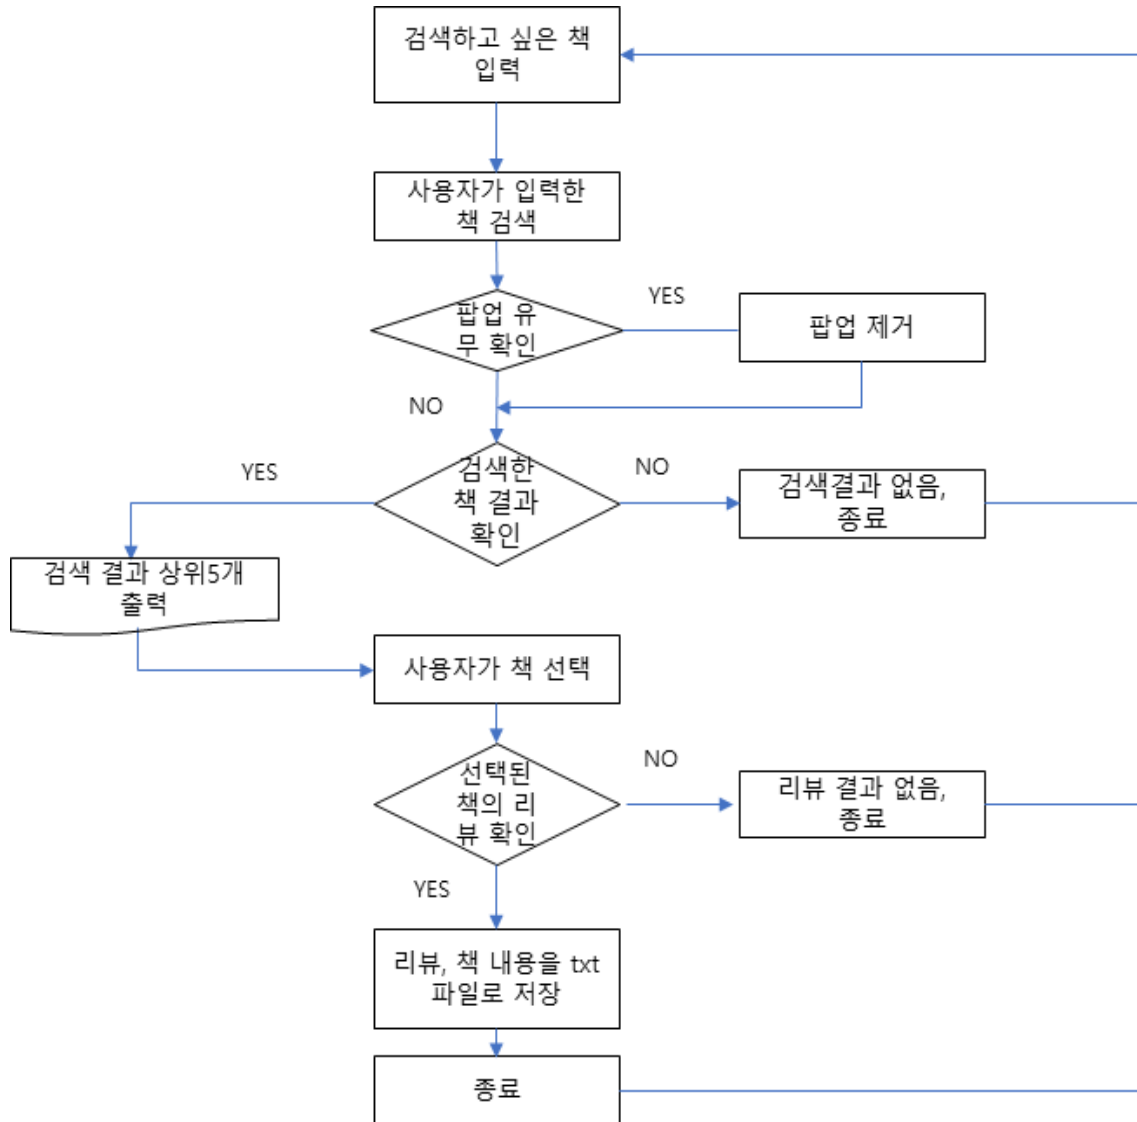 검색하고 싶은 책
입력
사용자가 입력한
책 검색
팝업 유
무 확인
YES
팝업 제거
NO
검색한
책 결과
확인
YES
NO
검색결과 없음,
종료
검색 결과 상위5개
출력
사용자가 책 선택
선택된
책의 리
뷰 확인
NO
리뷰 결과 없음,
종료
YES
리뷰, 책 내용을 txt
파일로 저장
종료